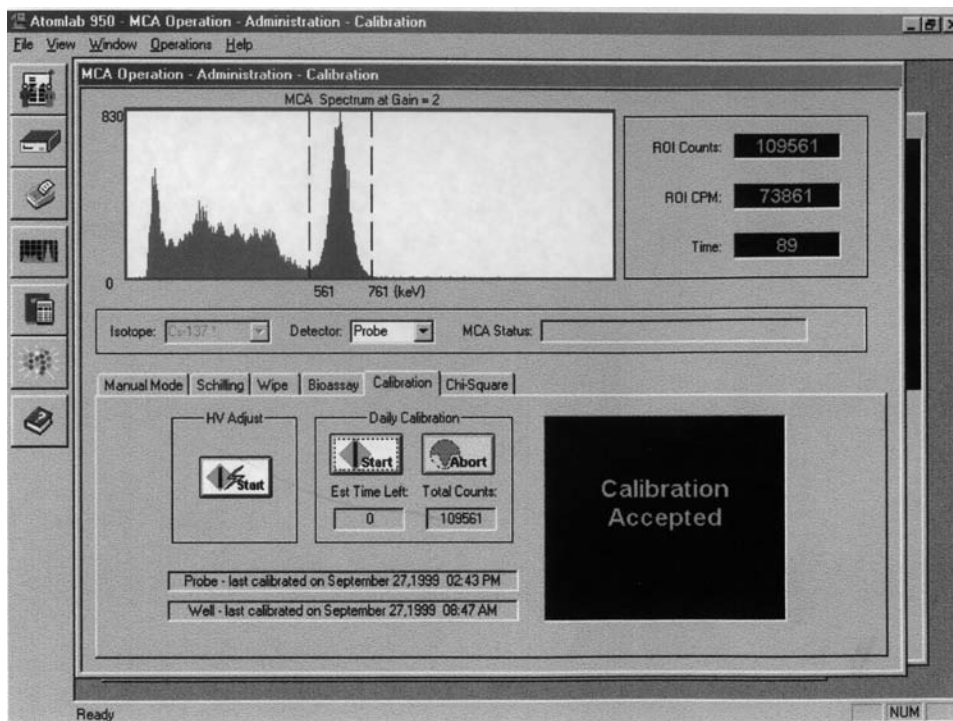 Atomlab 950 - MCA Operation - Administration - Calibration
File View Window Operations Help
MCA Operation - Administration - Calibration
MCA Spectrum at Gain = 2
830
0
561 761 (keV)
ROI Counts: 109561
ROI CPM: 73861
Time: 89
Isotope: Cs-137 * Detector: Probe MCA Status:
Manual Mode Schilling Wipe Bioassay Calibration Chi-Square
HV Adjust
Start
Daily Calibration
Start Abort
Est Time Left: Total Counts:
0 109561
Calibration
Accepted
Probe - last calibrated on September 27,1999 02:43 PM
Well - last calibrated on September 27,1999 08:47 AM
Ready NUM